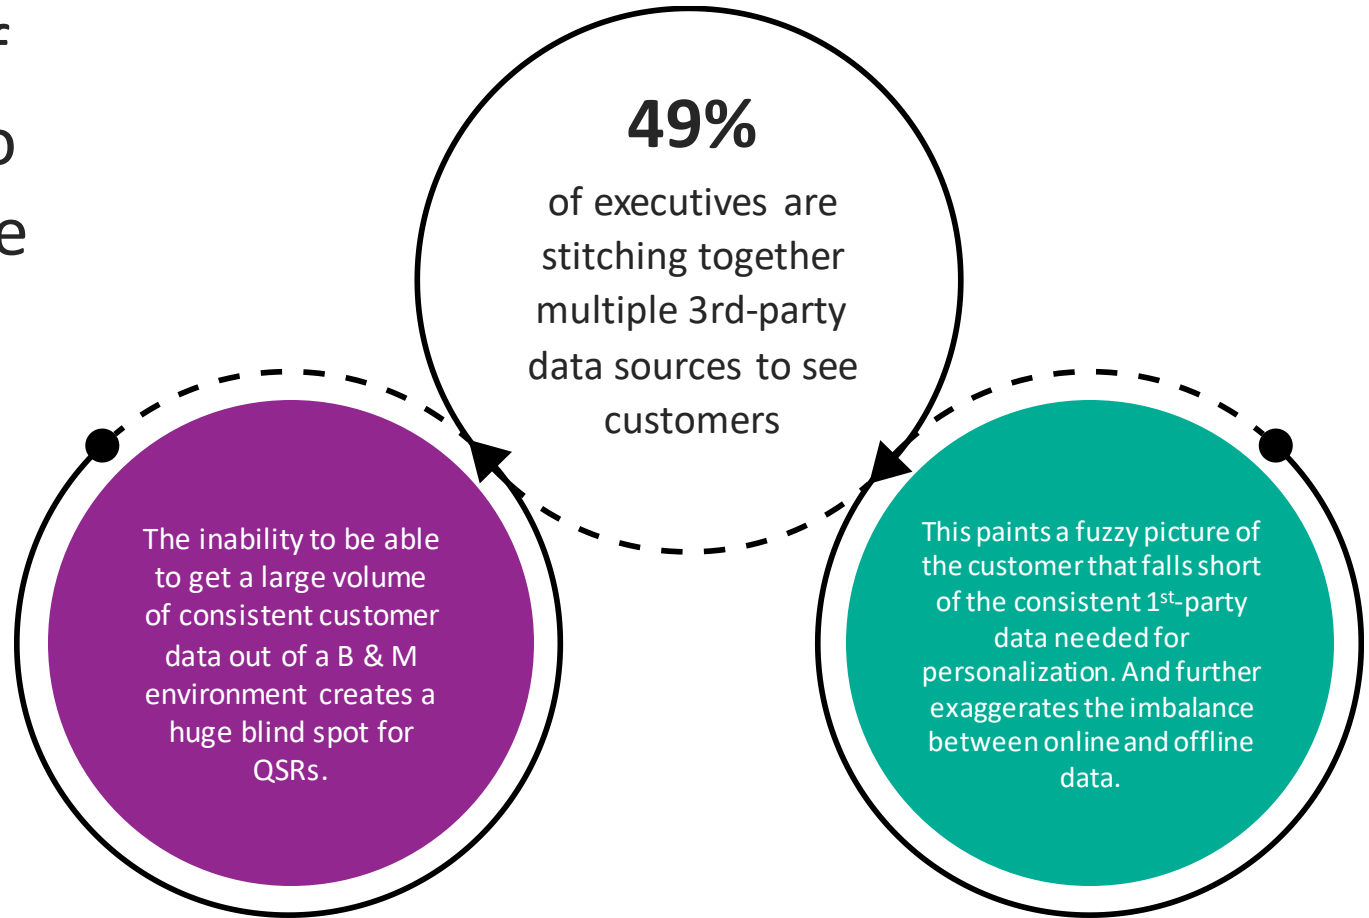 49%
of executives are
stitching together
multiple 3rd-party
data sources to see
customers
The inability to be able
to get a large volume
of consistent customer
data out of a B & M
environment creates a
huge blind spot for
QSRs.
This paints a fuzzy picture of
the customer that falls short
of the consistent 1st-party
data needed for
personalization. And further
exaggerates the imbalance
between online and offline
data.